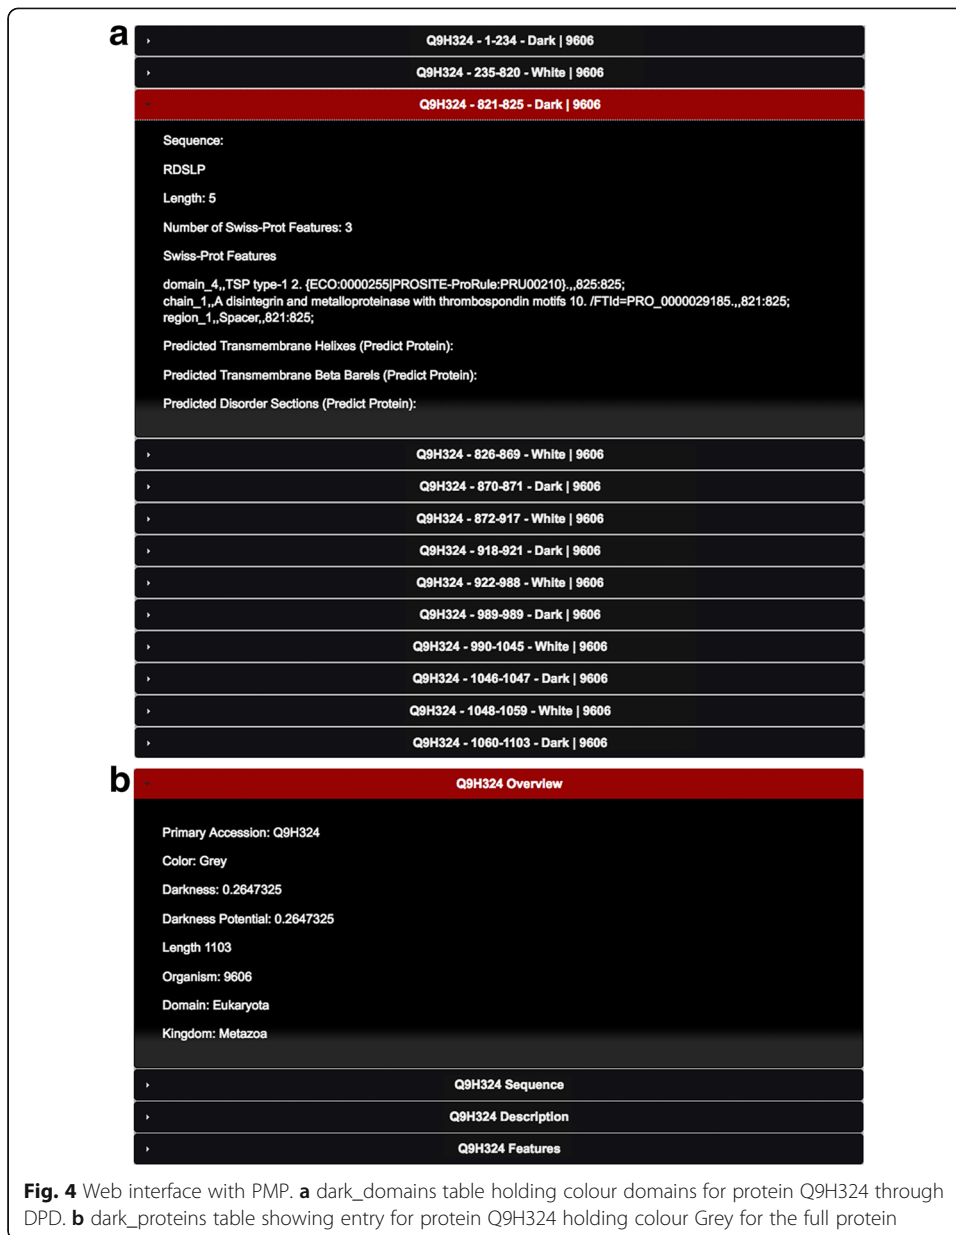 a
Q9H324 - 1-234 - Dark | 9606
Q9H324 - 235-820 - White | 9606
Q9H324 - 821-825 - Dark | 9606
Sequence:
RDSLP
Length: 5
Number of Swiss-Prot Features: 3
Swiss-Prot Features
domain_4,,TSP type-1 2. {ECO:0000255|PROSITE-ProRule:PRU00210}.,,825:825;
chain_1,,A disintegrin and metalloproteinase with thrombospondin motifs 10. /FTId=PRO_0000029185.,,821:825;
region_1,,Spacer,,821:825;
Predicted Transmembrane Helixes (Predict Protein):
Predicted Transmembrane Beta Barels (Predict Protein):
Predicted Disorder Sections (Predict Protein):
Q9H324 - 826-869 - White | 9606
Q9H324 - 870-871 - Dark | 9606
Q9H324 - 872-917 - White | 9606
Q9H324 - 918-921 - Dark | 9606
Q9H324 - 922-988 - White | 9606
Q9H324 - 989-989 - Dark | 9606
Q9H324 - 990-1045 - White | 9606
Q9H324 - 1046-1047 - Dark | 9606
Q9H324 - 1048-1059 - White | 9606
Q9H324 - 1060-1103 - Dark | 9606
b
Q9H324 Overview
Primary Accession: Q9H324
Color: Grey
Darkness: 0.2647325
Darkness Potential: 0.2647325
Length 1103
Organism: 9606
Domain: Eukaryota
Kingdom: Metazoa
Q9H324 Sequence
Q9H324 Description
Q9H324 Features
Fig. 4 Web interface with PMP. a dark_domains table holding colour domains for protein Q9H324 through
DPD. b dark_proteins table showing entry for protein Q9H324 holding colour Grey for the full protein